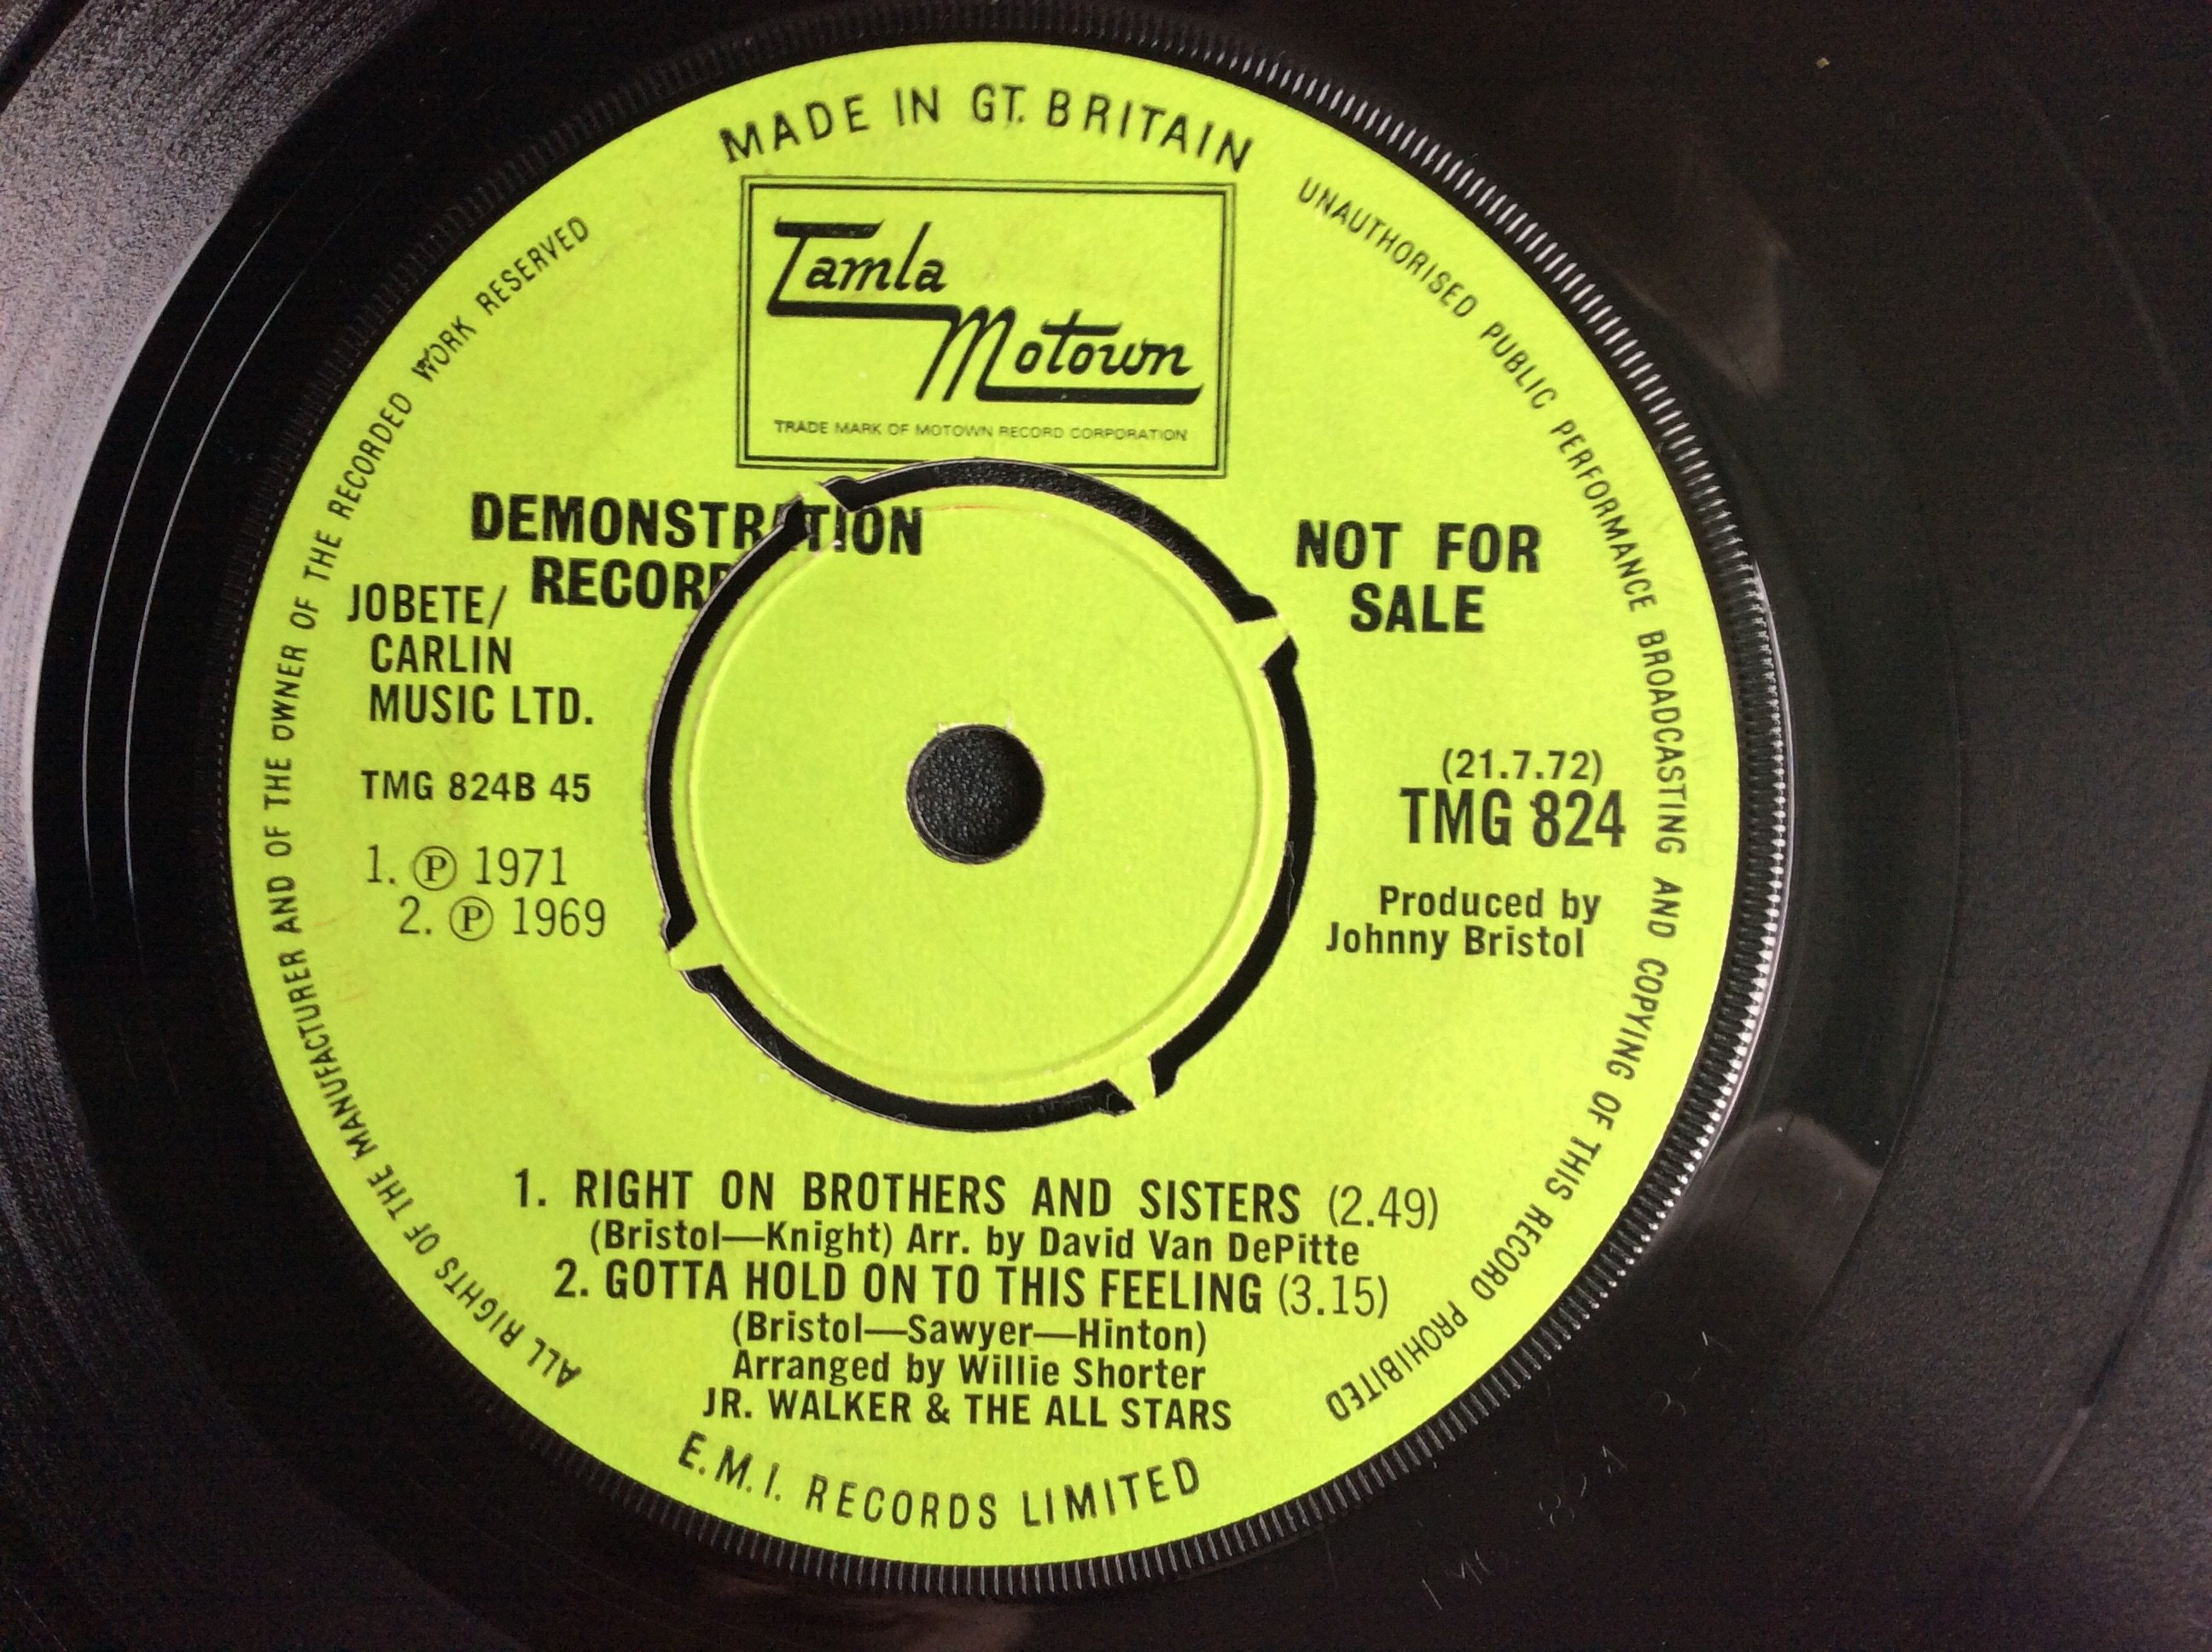 MADE IN GT. BRITAIN
Tamla
Motown
TRADE MARK OF MOTOWN RECORD CORPORATION
DEMONSTRATION
RECORD
NOT FOR
SALE
JOBETE/
CARLIN
MUSIC LTD.
TMG 824B 45
1. Ⓟ 1971
2. Ⓟ 1969
(21.7.72)
TMG 824
Produced by
Johnny Bristol
1. RIGHT ON BROTHERS AND SISTERS (2.49)
(Bristol—Knight) Arr. by David Van DePitte
2. GOTTA HOLD ON TO THIS FEELING (3.15)
(Bristol—Sawyer—Hinton)
Arranged by Willie Shorter
JR. WALKER & THE ALL STARS
E.M.I. RECORDS LIMITED
ALL RIGHTS OF THE MANUFACTURER AND OF THE OWNER OF THE RECORDED WORK RESERVED
UNAUTHORISED PUBLIC PERFORMANCE BROADCASTING AND COPYING OF THIS RECORD PROHIBITED